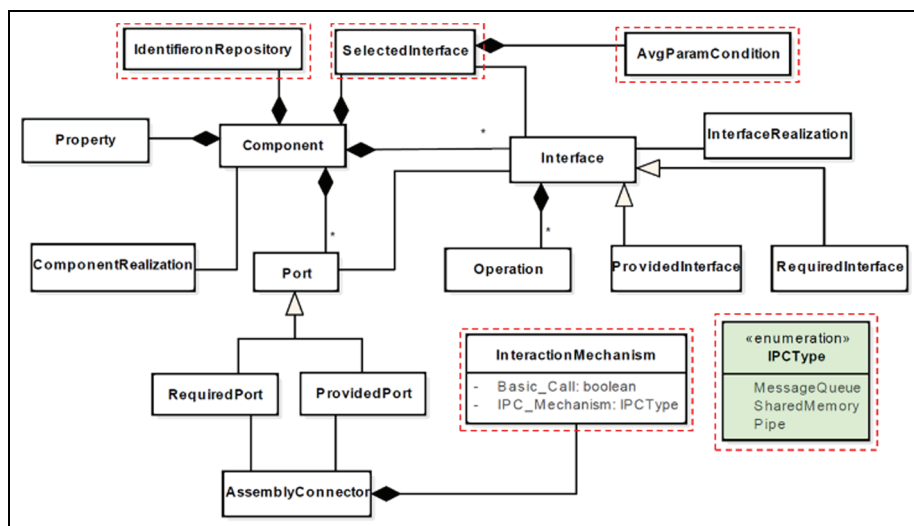 IdentifieronRepository
SelectedInterface
AvgParamCondition
Property
Component
*
Interface
InterfaceRealization
ComponentRealization
*
Port
*
Operation
ProvidedInterface
RequiredInterface
InteractionMechanism
- Basic_Call: boolean
- IPC_Mechanism: IPCType
«enumeration»
IPCType
MessageQueue
SharedMemory
Pipe
RequiredPort
ProvidedPort
AssemblyConnector